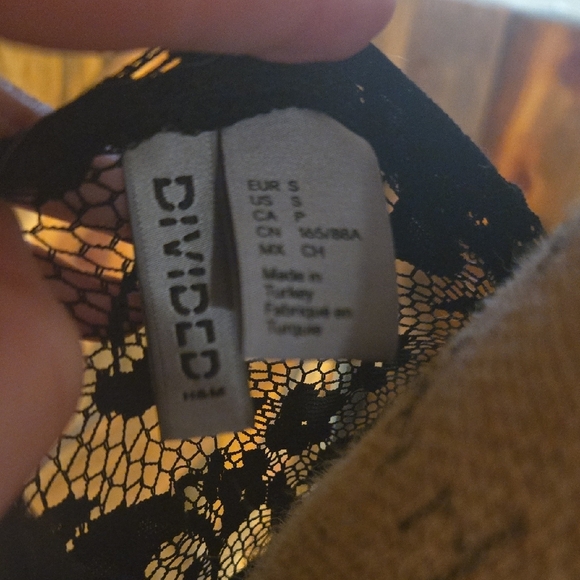 DIVIDED
H&M
EUR S
US S
CA P
CN 165/88A
MX CH
Made in
Turkey
Fabriqué en
Turquie